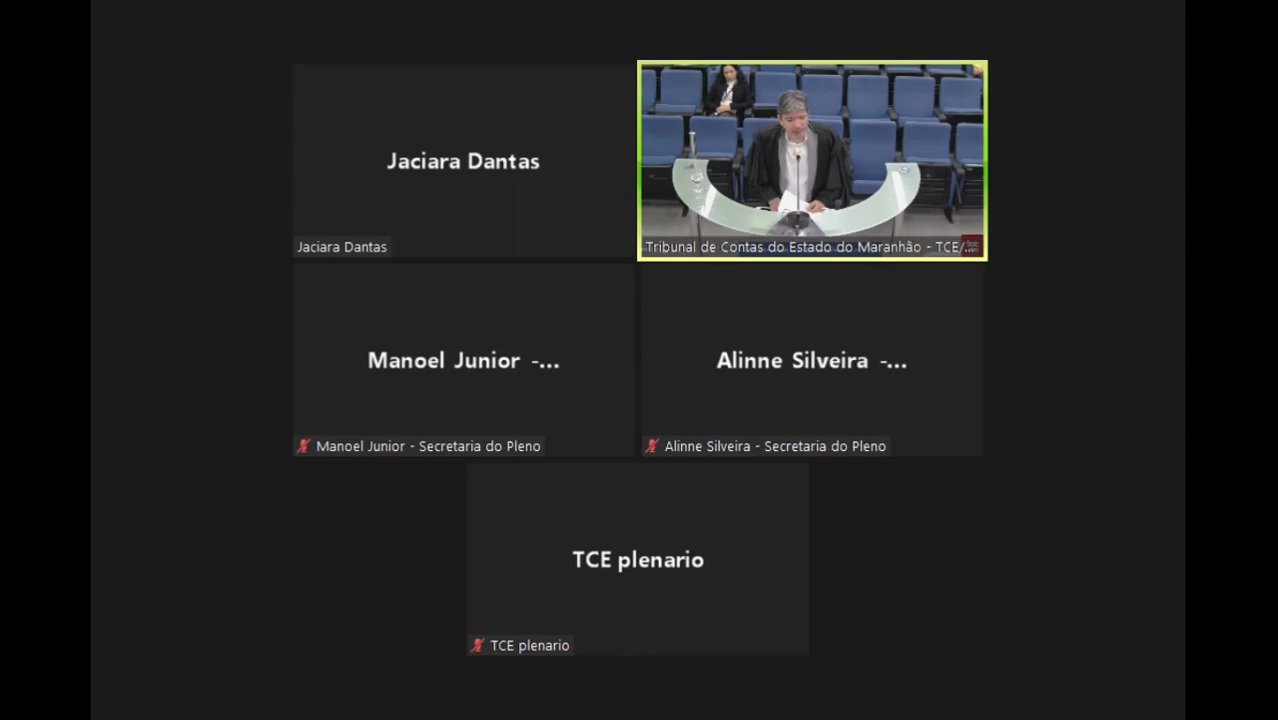 Jaciara Dantas
Jaciara Dantas
Tribunal de Contas do Estado do Maranhão - TCE/...
Manoel Junior -...
Alinne Silveira -...
Manoel Junior - Secretaria do Pleno
Alinne Silveira - Secretaria do Pleno
TCE plenario
TCE plenario